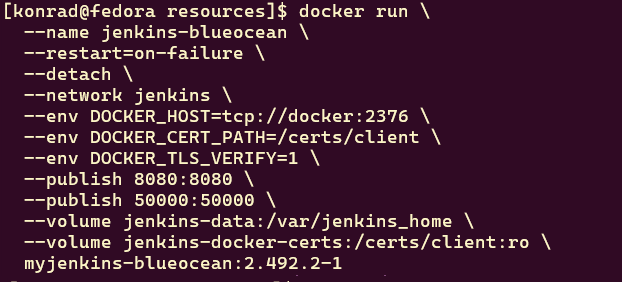 [konrad@fedora resources]$ docker run \
--name jenkins-blueocean \
--restart=on-failure \
--detach \
--network jenkins \
--env DOCKER_HOST=tcp://docker:2376 \
--env DOCKER_CERT_PATH=/certs/client \
--env DOCKER_TLS_VERIFY=1 \
--publish 8080:8080 \
--publish 50000:50000 \
--volume jenkins-data:/var/jenkins_home \
--volume jenkins-docker-certs:/certs/client:ro \
myjenkins-blueocean:2.492.2-1